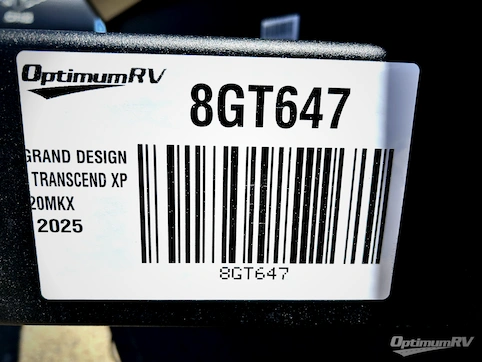 OptimumRV
8GT647
GRAND DESIGN
TRANSCEND XP
20MKX
2025
8GT647
OptimumRV